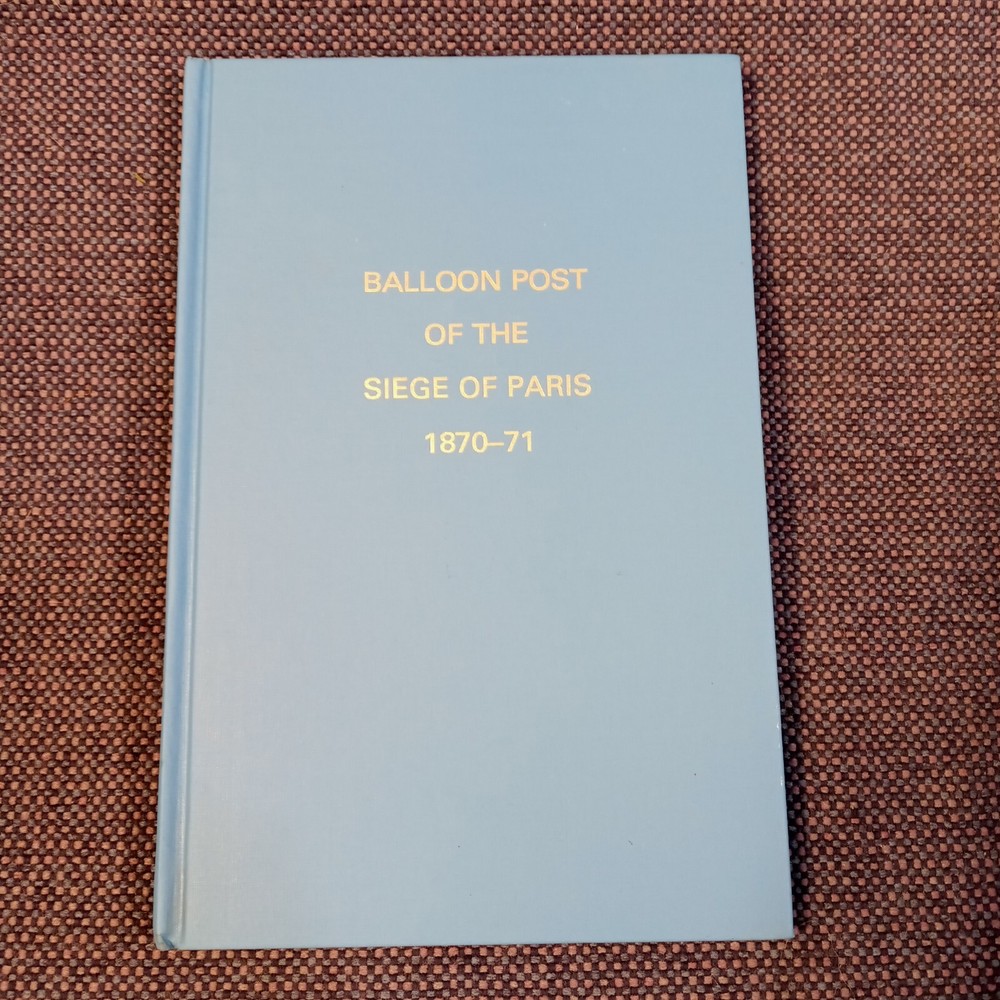 BALLOON POST
OF THE
SIEGE OF PARIS
1870–71